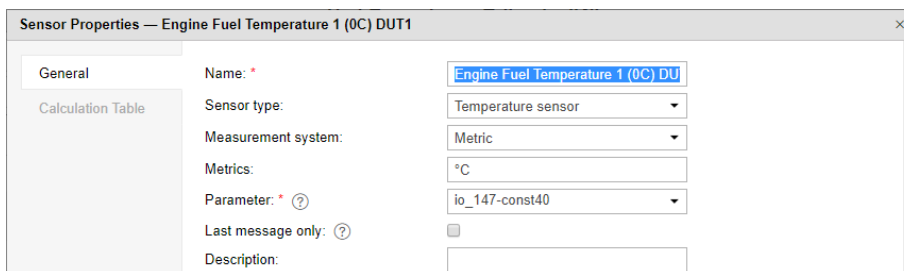 Sensor Properties — Engine Fuel Temperature 1 (0C) DUT1 ×
General
Calculation Table
Name: * Engine Fuel Temperature 1 (0C) DU
Sensor type: Temperature sensor
Measurement system: Metric
Metrics: °C
Parameter: * ? io_147-const40
Last message only: ?
Description: